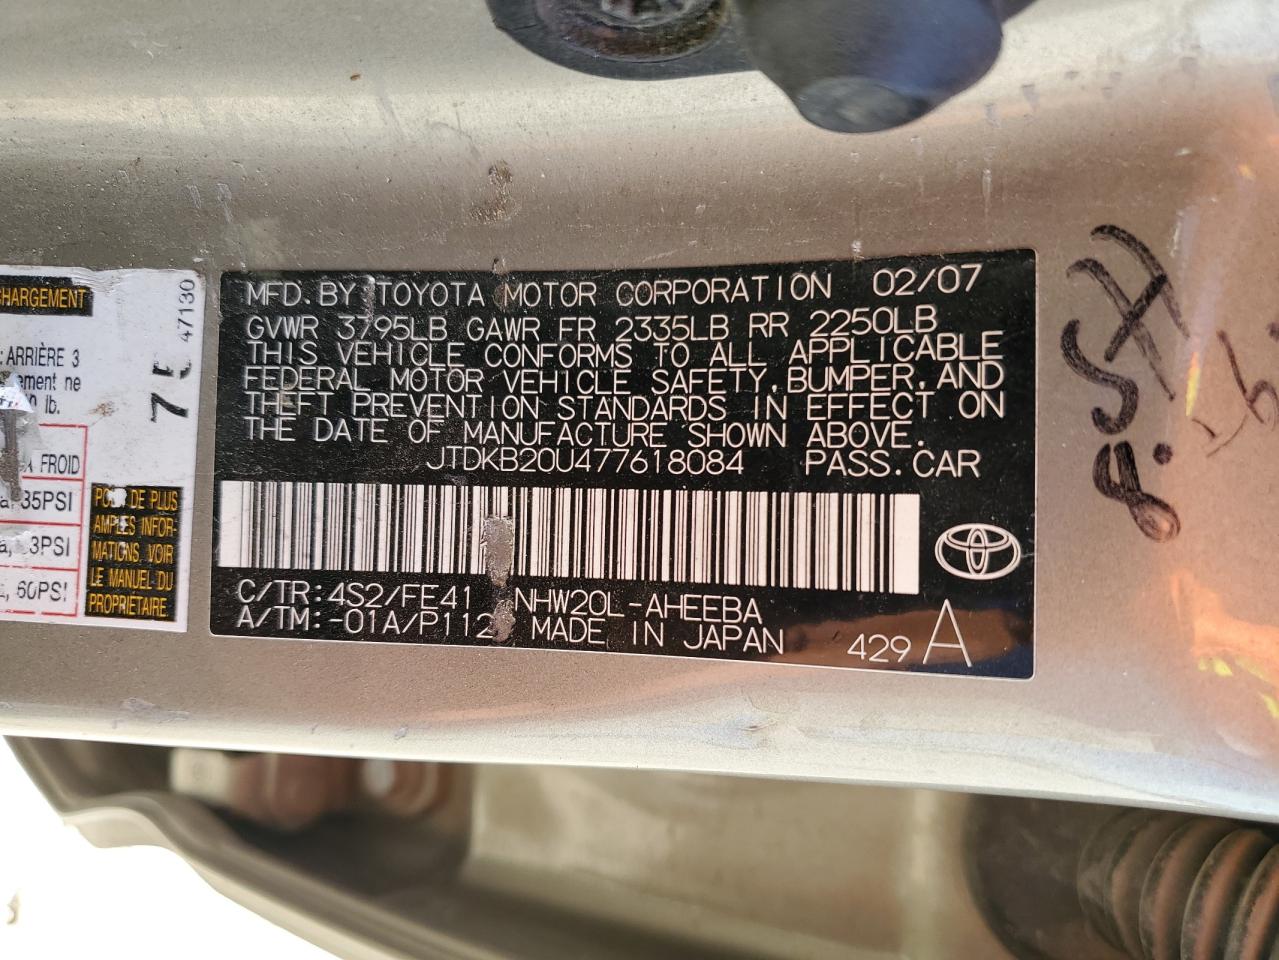 CHARGEMENT
: ARRIÈRE 3
ement ne
lb.
FROID
35PSI
3PSI
60PSI
47130
7
POUR DE PLUS
AMPLES INFOR-
MATIONS, VOIR
LE MANUEL DU
PROPRIÉTAIRE
MFD. BY TOYOTA MOTOR CORPORATION 02/07
GVWR 3795LB GAWR FR 2335LB RR 2250LB
THIS VEHICLE CONFORMS TO ALL APPLICABLE
FEDERAL MOTOR VEHICLE SAFETY, BUMPER, AND
THEFT PREVENTION STANDARDS IN EFFECT ON
THE DATE OF MANUFACTURE SHOWN ABOVE.
JTDKB20U477618084 PASS. CAR
C/TR: 4S2/FE41 NHW20L-AHEEBA
A/TM: -01A/P112 MADE IN JAPAN
429 A